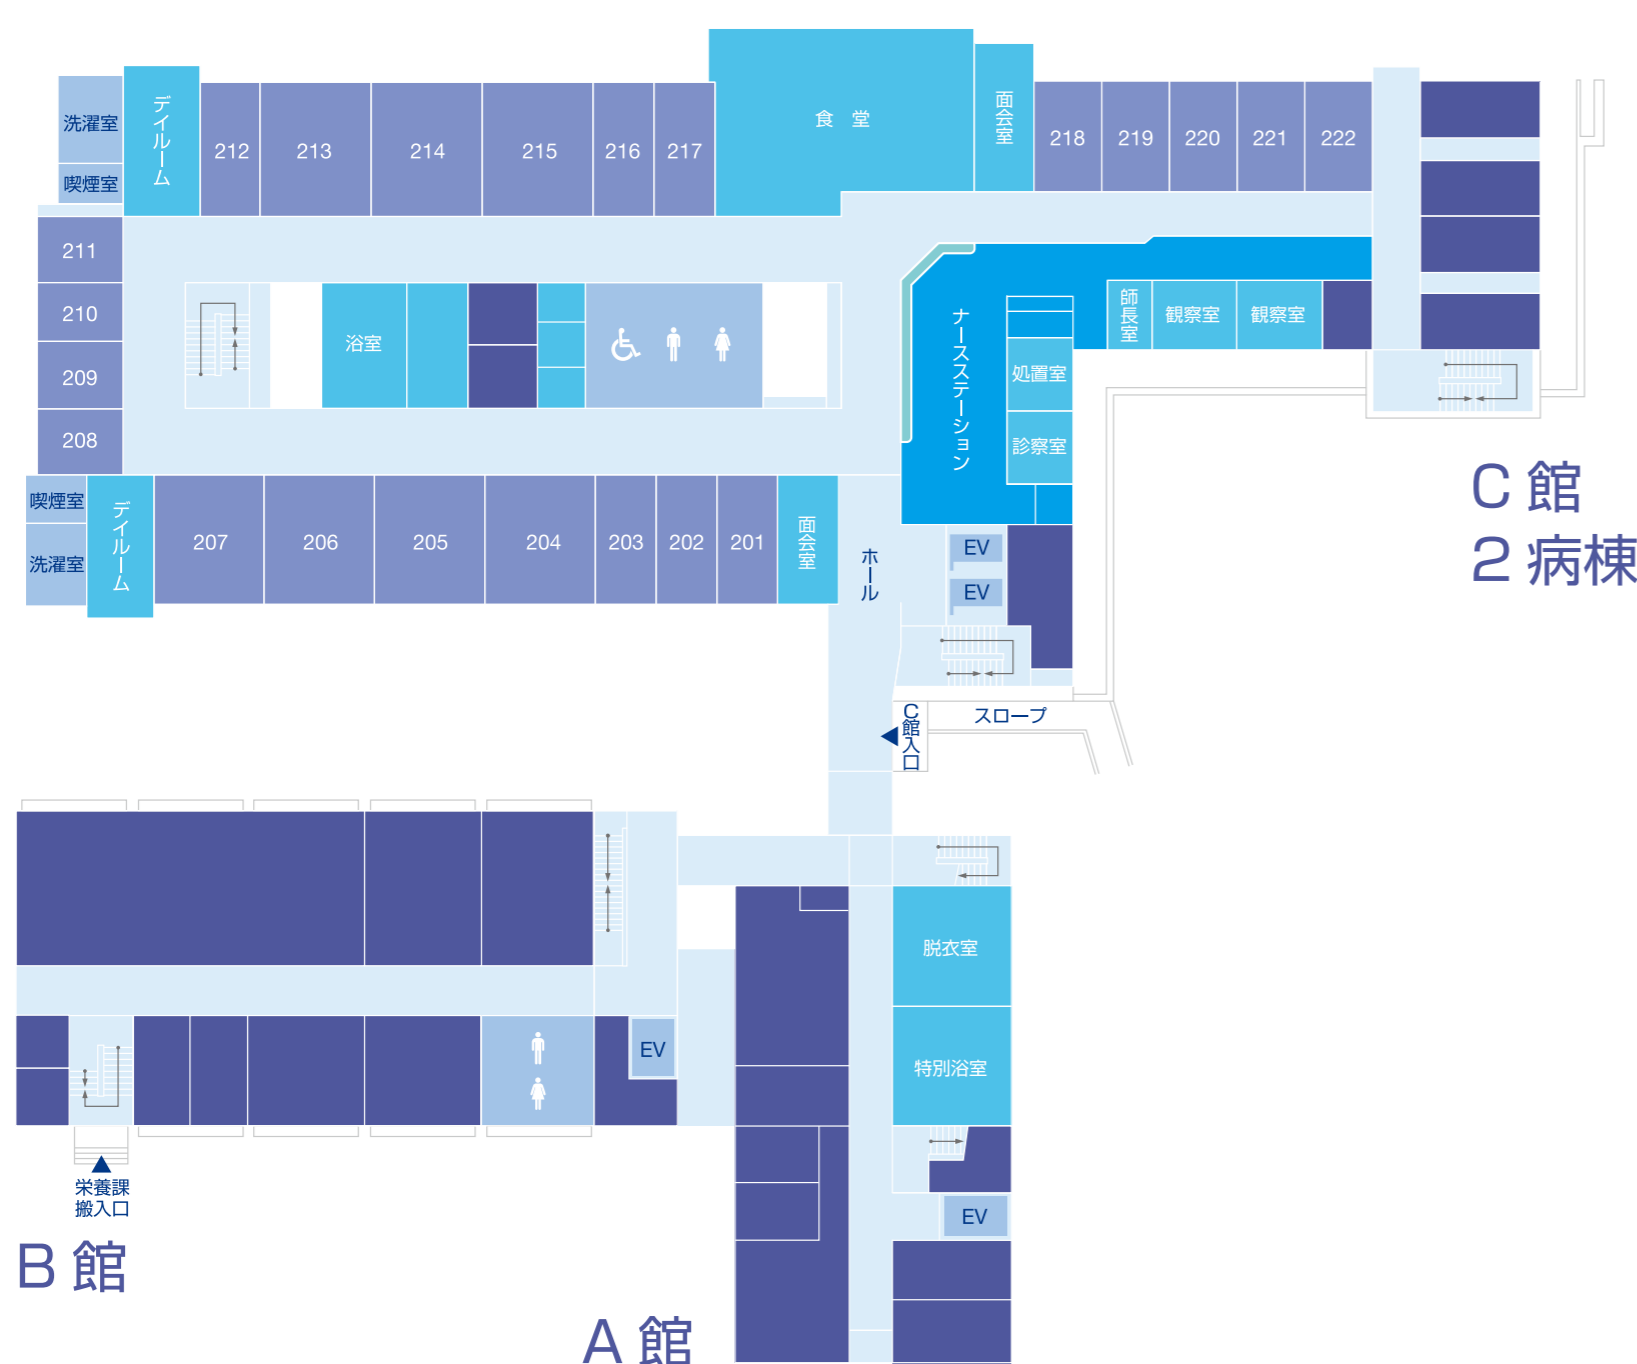 洗濯室
喫煙室
デイルーム
212
213
214
215
216
217
食堂
面会室
218
219
220
221
222
211
210
209
208
浴室
ナースステーション
処置室
診察室
師長室
観察室
観察室
C館
2病棟
喫煙室
洗濯室
デイルーム
207
206
205
204
203
202
201
面会室
ホール
EV
EV
C館入口
スロープ
脱衣室
特別浴室
EV
EV
栄養課
搬入口
B館
A館